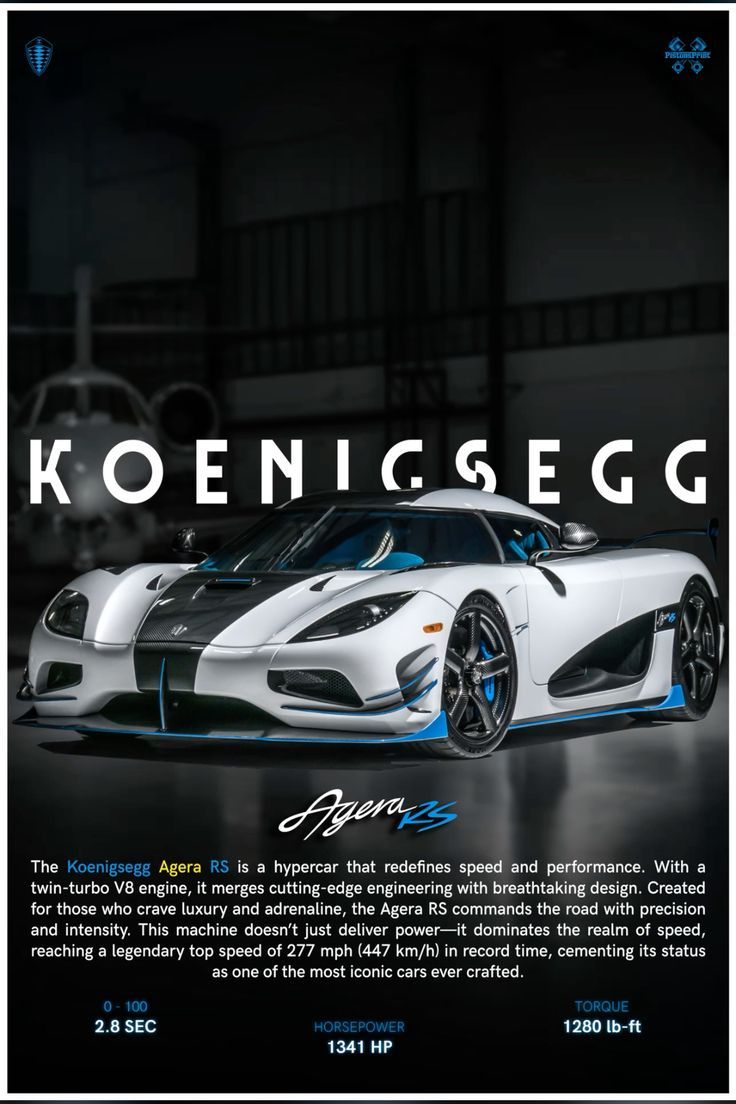 PistonsPrint
KOENIGSEGG
Agera RS
Agera RS
The Koenigsegg Agera RS is a hypercar that redefines speed and performance. With a
twin-turbo V8 engine, it merges cutting-edge engineering with breathtaking design. Created
for those who crave luxury and adrenaline, the Agera RS commands the road with precision
and intensity. This machine doesn’t just deliver power—it dominates the realm of speed,
reaching a legendary top speed of 277 mph (447 km/h) in record time, cementing its status
as one of the most iconic cars ever crafted.
0 - 100
2.8 SEC
HORSEPOWER
1341 HP
TORQUE
1280 lb-ft